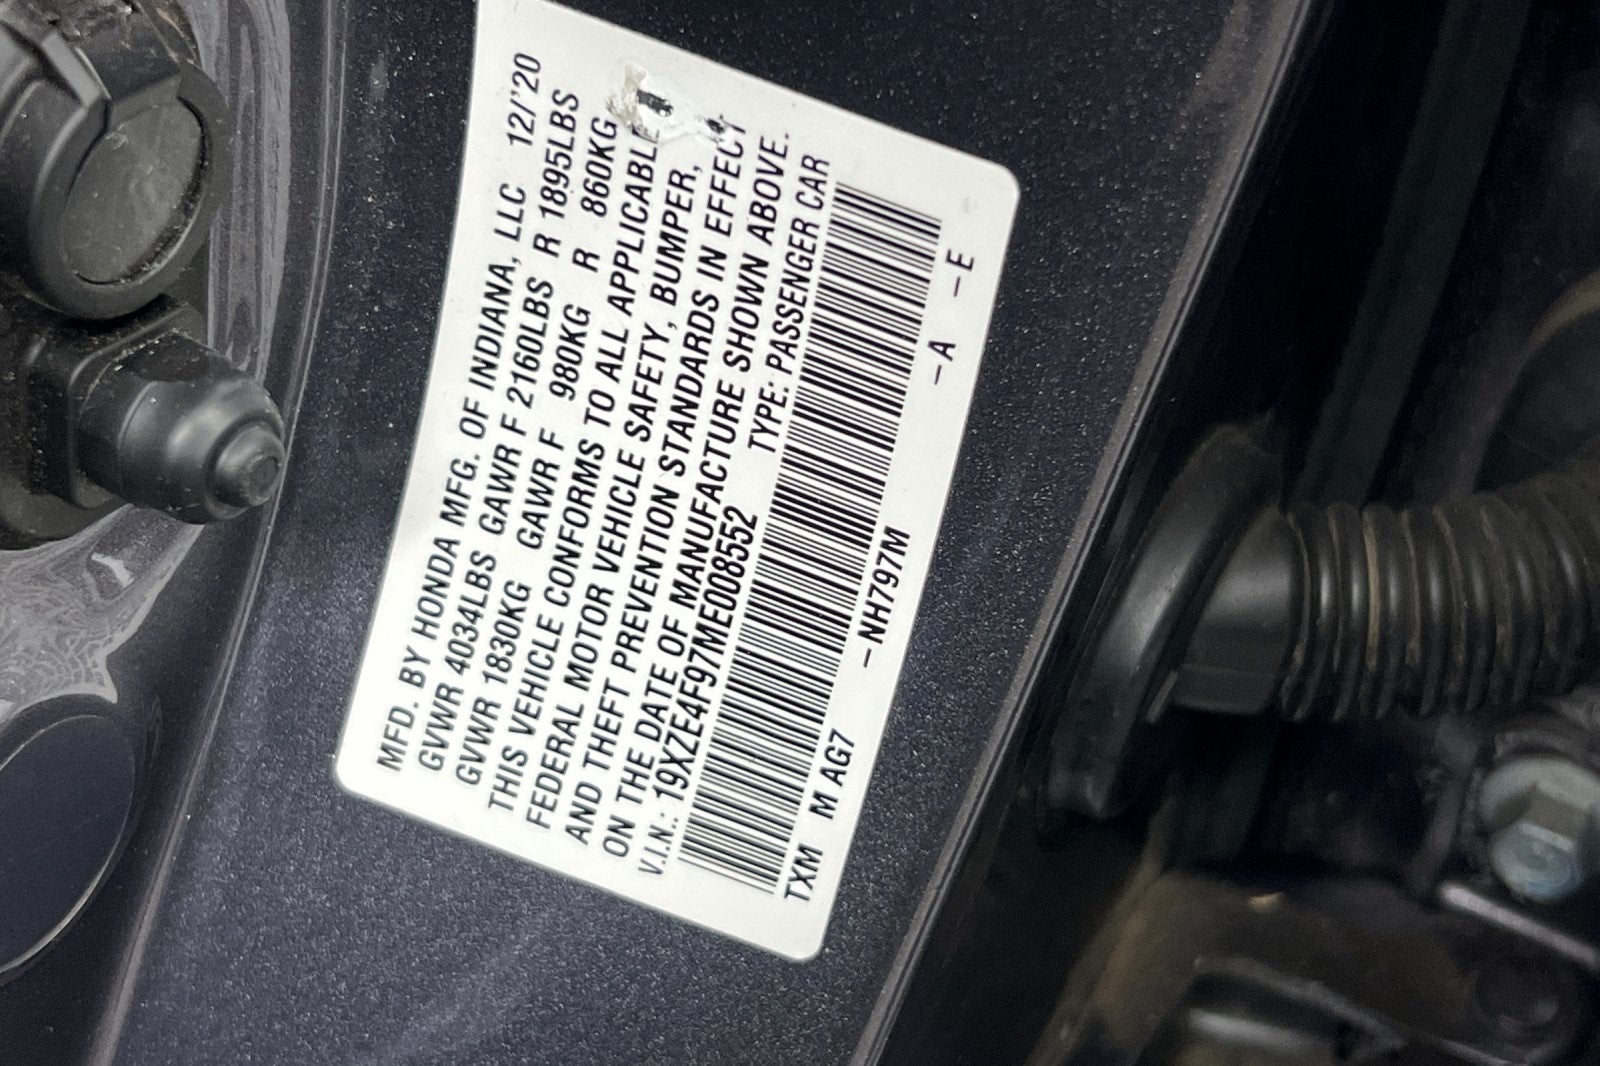 MFD. BY HONDA MFG. OF INDIANA, LLC 12/'20
GVWR 4034LBS GAWR F 2160LBS R 1895LBS
GVWR 1830KG GAWR F 980KG R 860KG
THIS VEHICLE CONFORMS TO ALL APPLICABLE
FEDERAL MOTOR VEHICLE SAFETY, BUMPER,
AND THEFT PREVENTION STANDARDS IN EFFECT
ON THE DATE OF MANUFACTURE SHOWN ABOVE.
V.I.N.: 19XZE4F97ME008552 TYPE: PASSENGER CAR
TXM M AG7 -NH797M -A -E